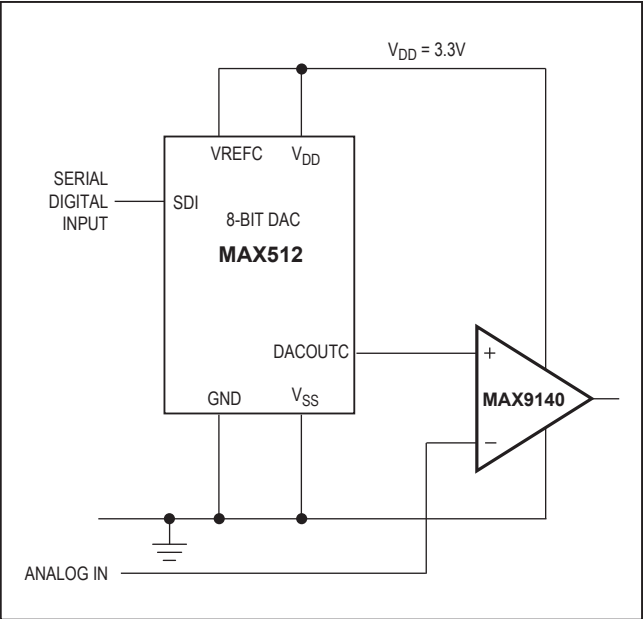 V_DD = 3.3V
VREFC V_DD
SERIAL
DIGITAL
INPUT
SDI
8-BIT DAC
MAX512
DACOUTC
+
MAX9140
−
GND V_SS
ANALOG IN